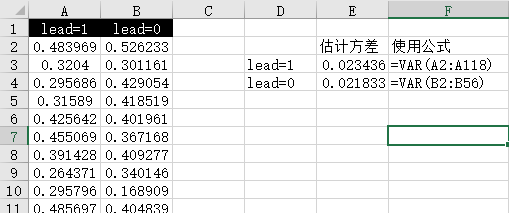 A B C D E F
1 lead=1 lead=0
2 0.483969 0.526233 估计方差 使用公式
3 0.3204 0.301161 lead=1 0.023436 =VAR(A2:A118)
4 0.295686 0.429054 lead=0 0.021833 =VAR(B2:B56)
5 0.31589 0.418519
6 0.425642 0.401961
7 0.455069 0.367168
8 0.391428 0.409277
9 0.264371 0.340146
10 0.295796 0.168909
11 0.485697 0.404839